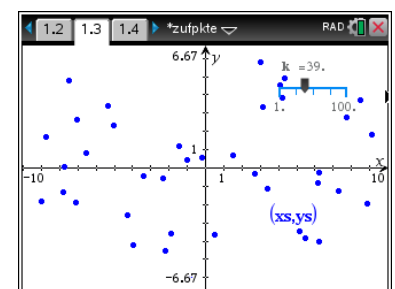 1.2 1.3 1.4 *zufpkte RAD
6.67 y
k =39.
1. 100.
1
x
-10 1 10
(xs,ys)
-6.67